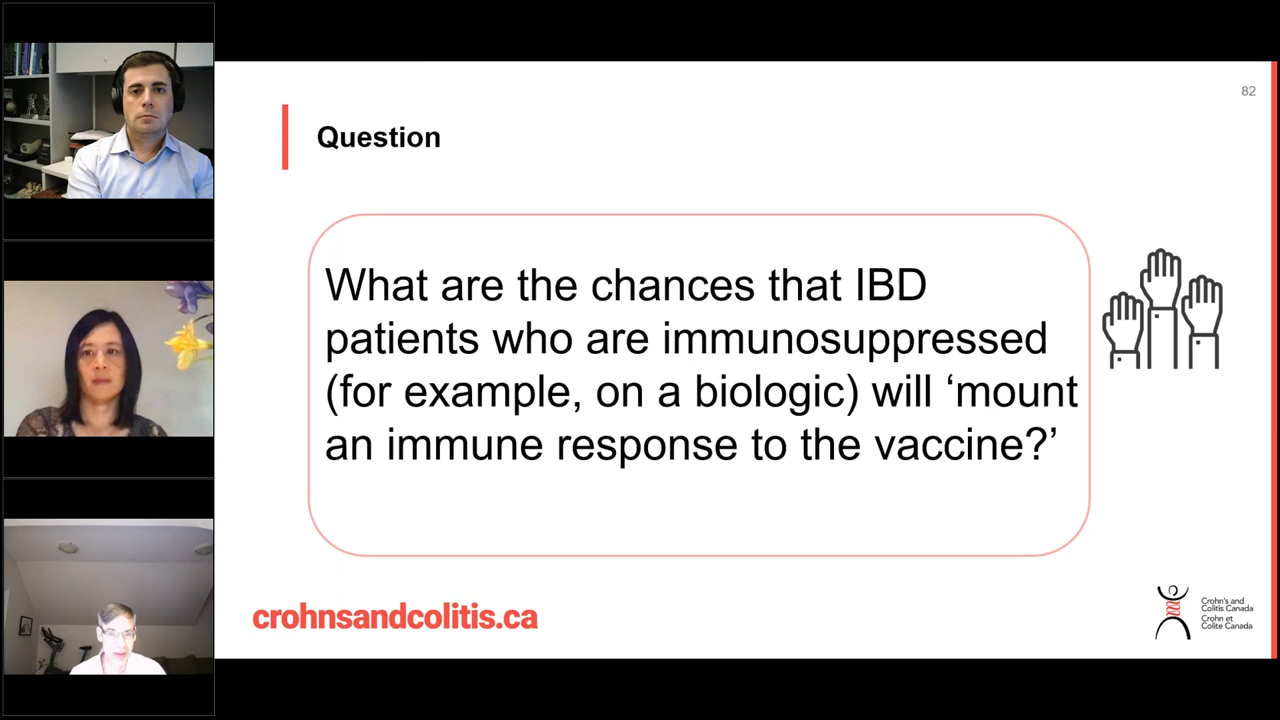 82
Question
What are the chances that IBD
patients who are immunosuppressed
(for example, on a biologic) will ‘mount
an immune response to the vaccine?’
crohnsandcolitis.ca
Crohn's and
Colitis Canada
Crohn et
Colite Canada